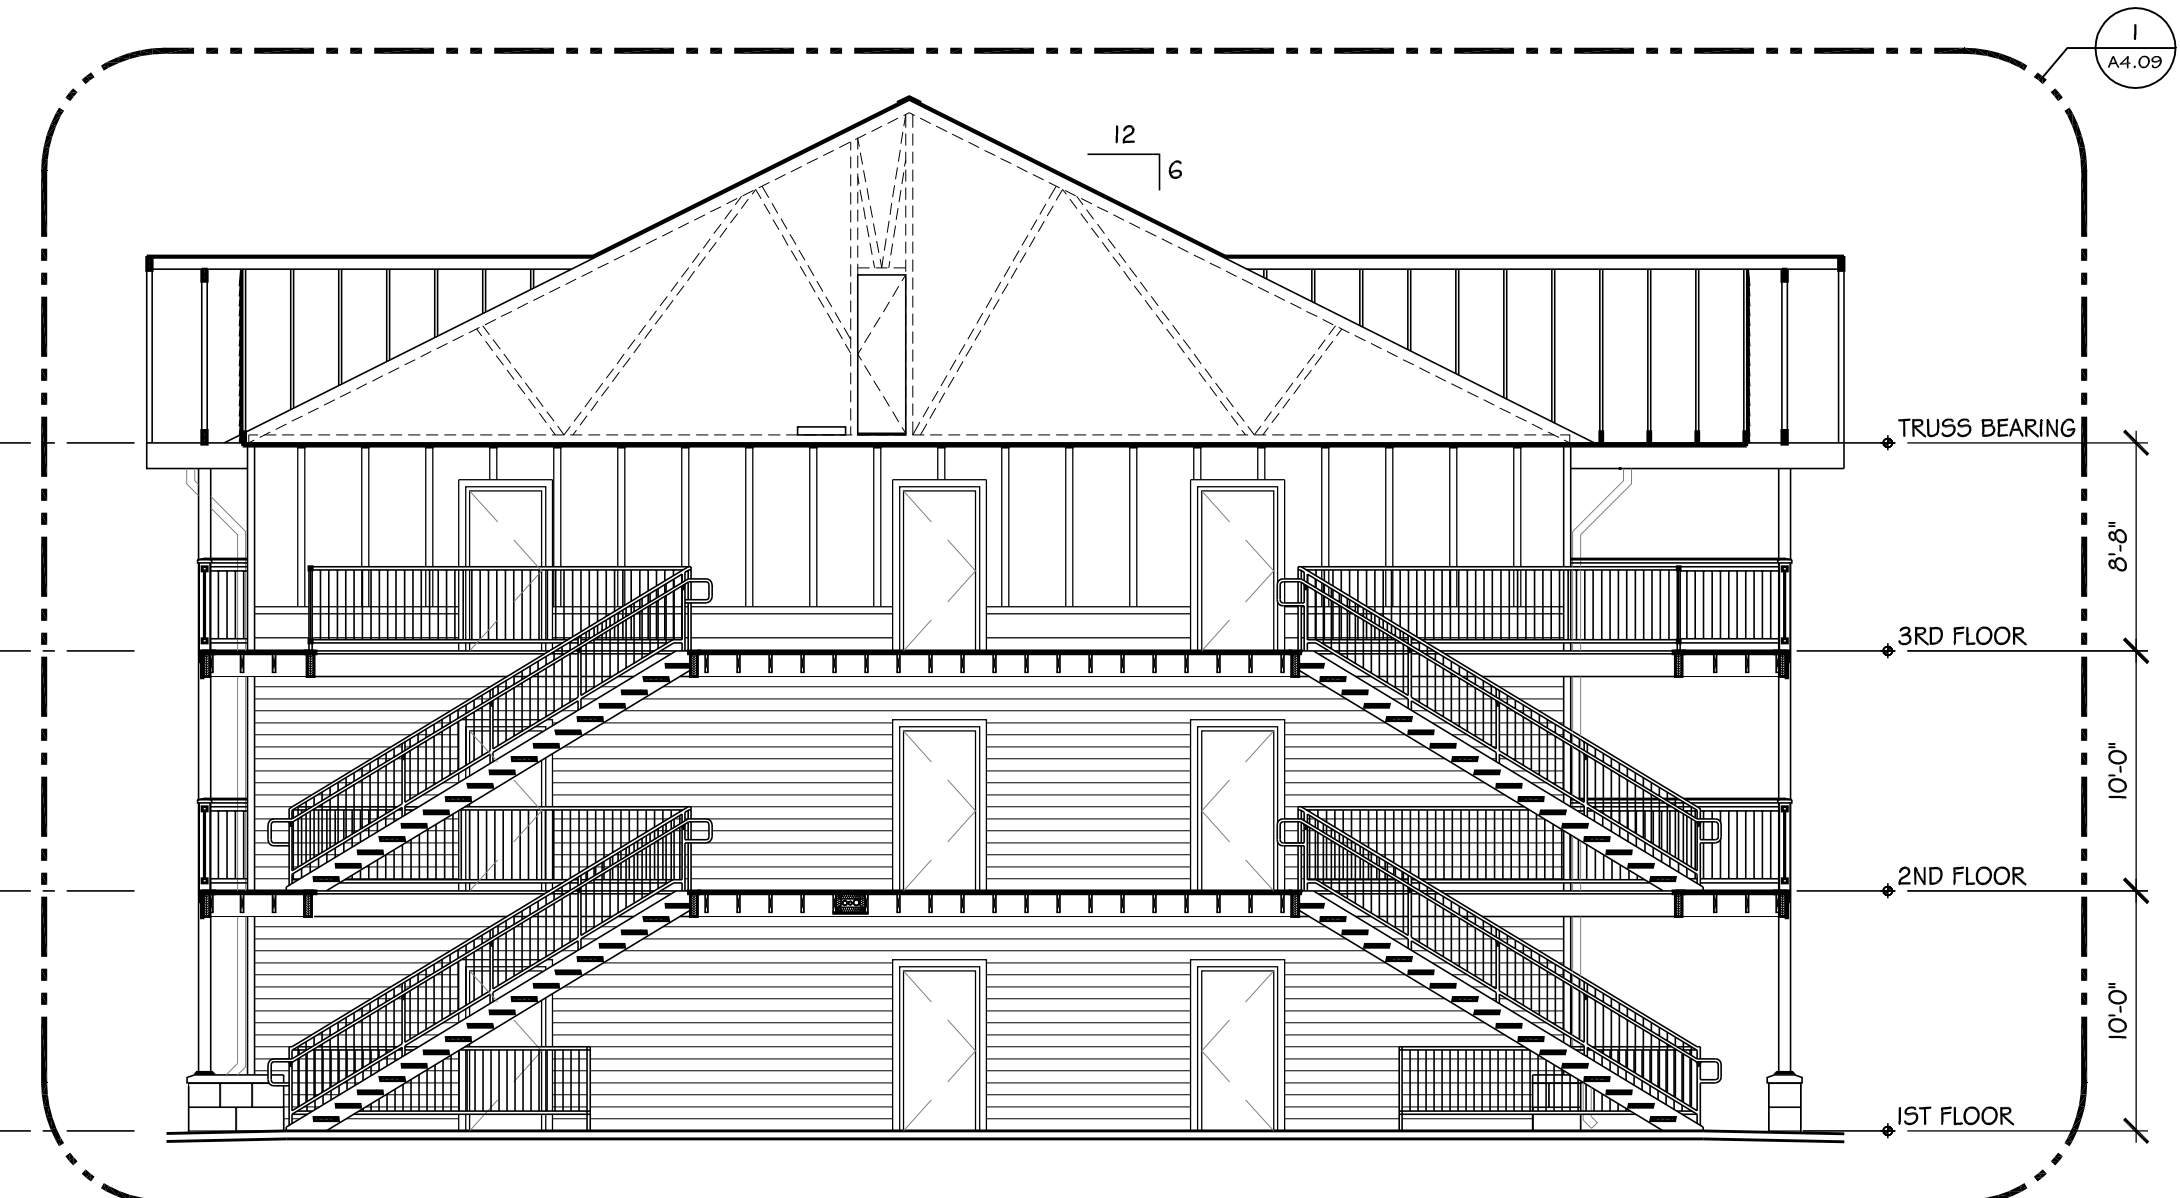 1
A4.09
12
6
TRUSS BEARING
8'-8"
3RD FLOOR
10'-0"
2ND FLOOR
10'-0"
1ST FLOOR